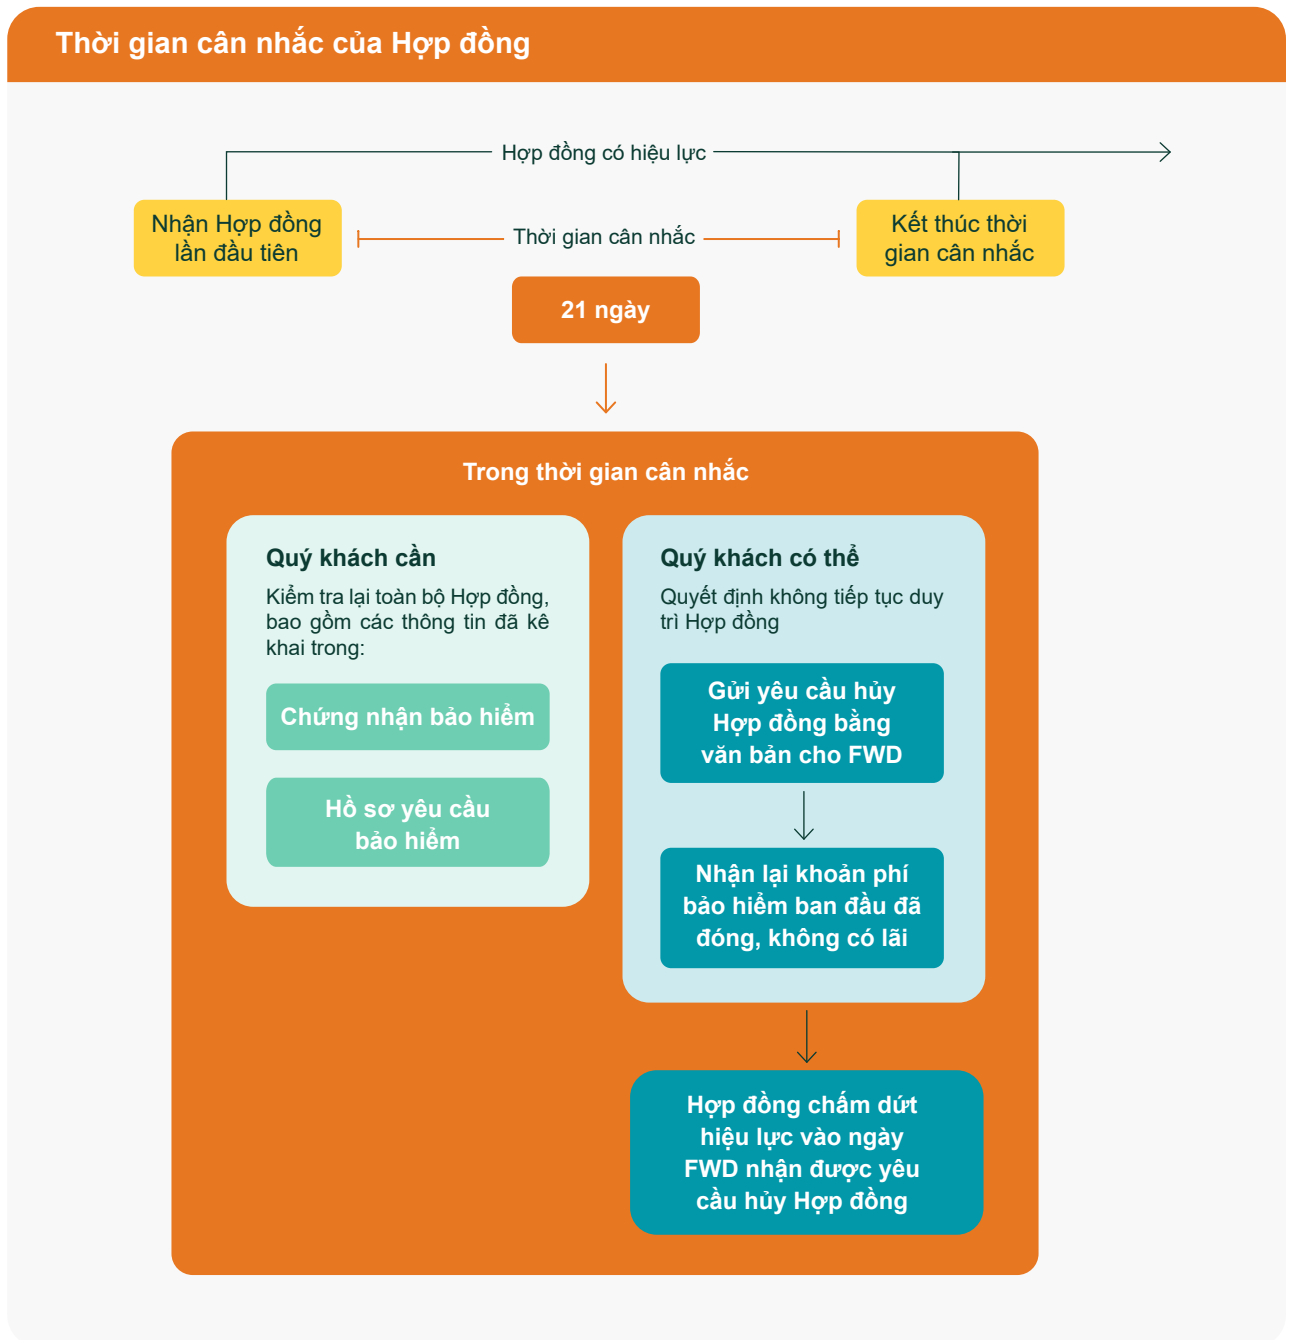 Thời gian cân nhắc của Hợp đồng
Hợp đồng có hiệu lực
Nhận Hợp đồng
lần đầu tiên
Thời gian cân nhắc
Kết thúc thời
gian cân nhắc
21 ngày
Trong thời gian cân nhắc
Quý khách cần
Kiểm tra lại toàn bộ Hợp đồng,
bao gồm các thông tin đã kê
khai trong:
Chứng nhận bảo hiểm
Hồ sơ yêu cầu
bảo hiểm
Quý khách có thể
Quyết định không tiếp tục duy
trì Hợp đồng
Gửi yêu cầu hủy
Hợp đồng bằng
văn bản cho FWD
Nhận lại khoản phí
bảo hiểm ban đầu đã
đóng, không có lãi
Hợp đồng chấm dứt
hiệu lực vào ngày
FWD nhận được yêu
cầu hủy Hợp đồng